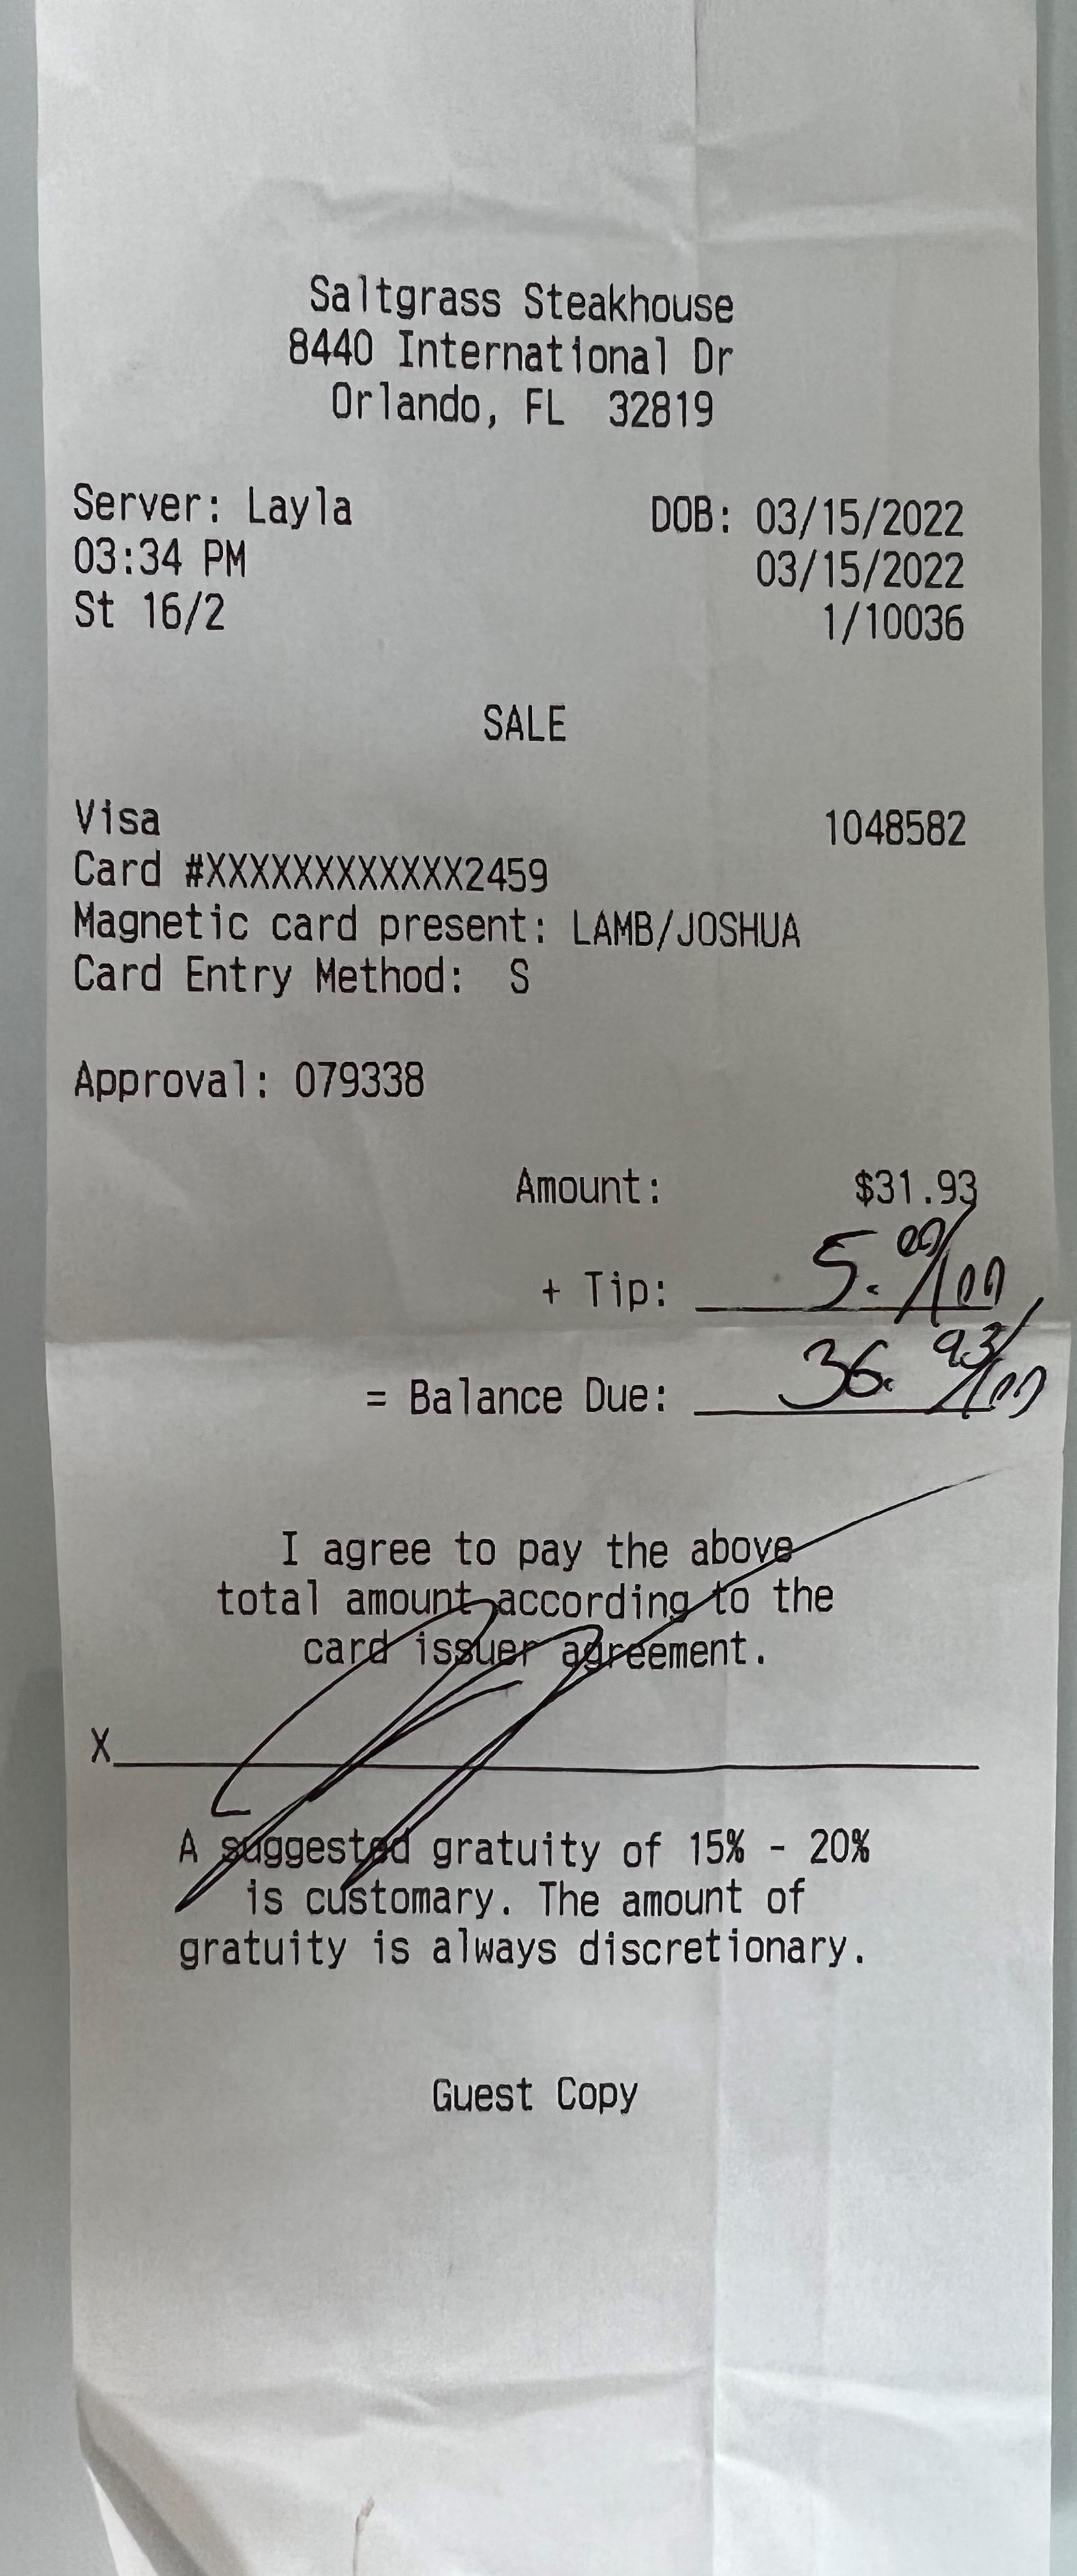 Saltgrass Steakhouse
8440 International Dr
Orlando, FL 32819
Server: Layla DOB: 03/15/2022
03:34 PM 03/15/2022
St 16/2 1/10036
SALE
Visa 1048582
Card #XXXXXXXXXXXX2459
Magnetic card present: LAMB/JOSHUA
Card Entry Method: S
Approval: 079338
Amount: $31.93
+ Tip: 5. 00/100
= Balance Due: 36. 93/100
I agree to pay the above
total amount according to the
card issuer agreement.
X
A suggested gratuity of 15% - 20%
is customary. The amount of
gratuity is always discretionary.
Guest Copy